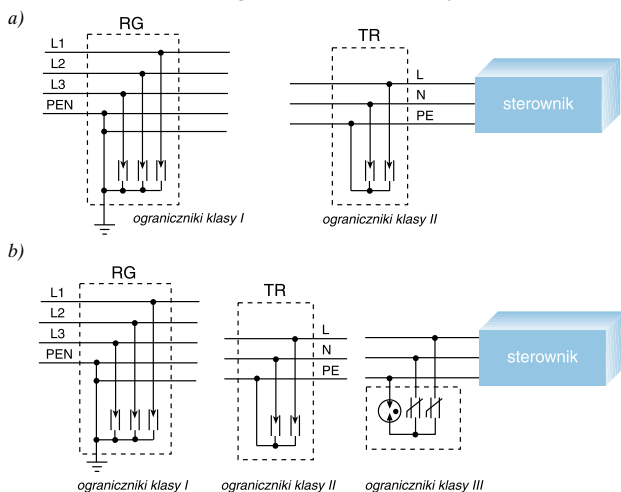 a)
RG
L1
L2
L3
PEN
ograniczniki klasy I
TR
L
N
PE
ograniczniki klasy II
sterownik
b)
RG
L1
L2
L3
PEN
ograniczniki klasy I
TR
L
N
PE
ograniczniki klasy II
ograniczniki klasy III
sterownik